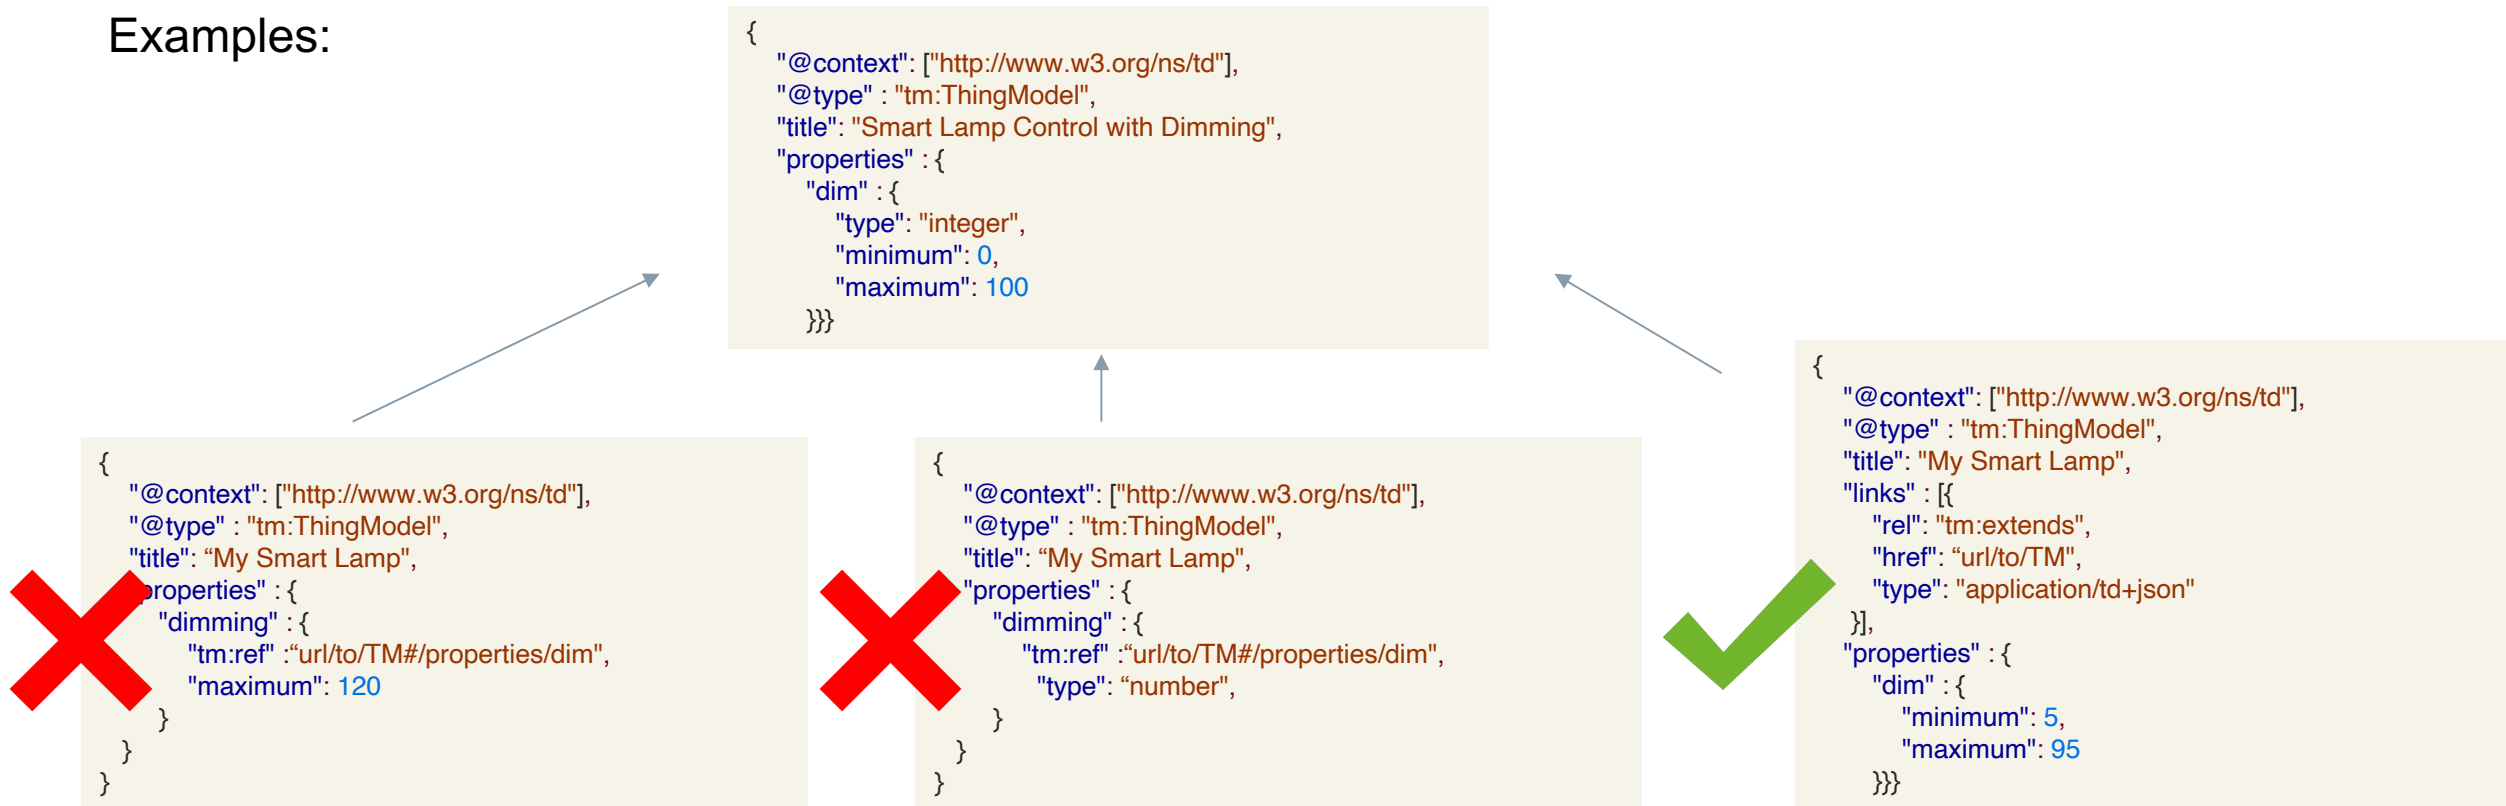 Examples:
{
"@context": ["http://www.w3.org/ns/td"],
"@type" : "tm:ThingModel",
"title": "Smart Lamp Control with Dimming",
"properties" : {
"dim" : {
"type": "integer",
"minimum": 0,
"maximum": 100
}}}
{
"@context": ["http://www.w3.org/ns/td"],
"@type" : "tm:ThingModel",
"title": “My Smart Lamp",
properties" : {
"dimming" : {
"tm:ref" :“url/to/TM#/properties/dim",
"maximum": 120
}
}
}
{
"@context": ["http://www.w3.org/ns/td"],
"@type" : "tm:ThingModel",
"title": “My Smart Lamp",
"properties" : {
"dimming" : {
"tm:ref" :“url/to/TM#/properties/dim",
"type": “number",
}
}
}
{
"@context": ["http://www.w3.org/ns/td"],
"@type" : "tm:ThingModel",
"title": "My Smart Lamp",
"links" : [{
"rel": "tm:extends",
"href": “url/to/TM",
"type": "application/td+json"
}],
"properties" : {
"dim" : {
"minimum": 5,
"maximum": 95
}}}